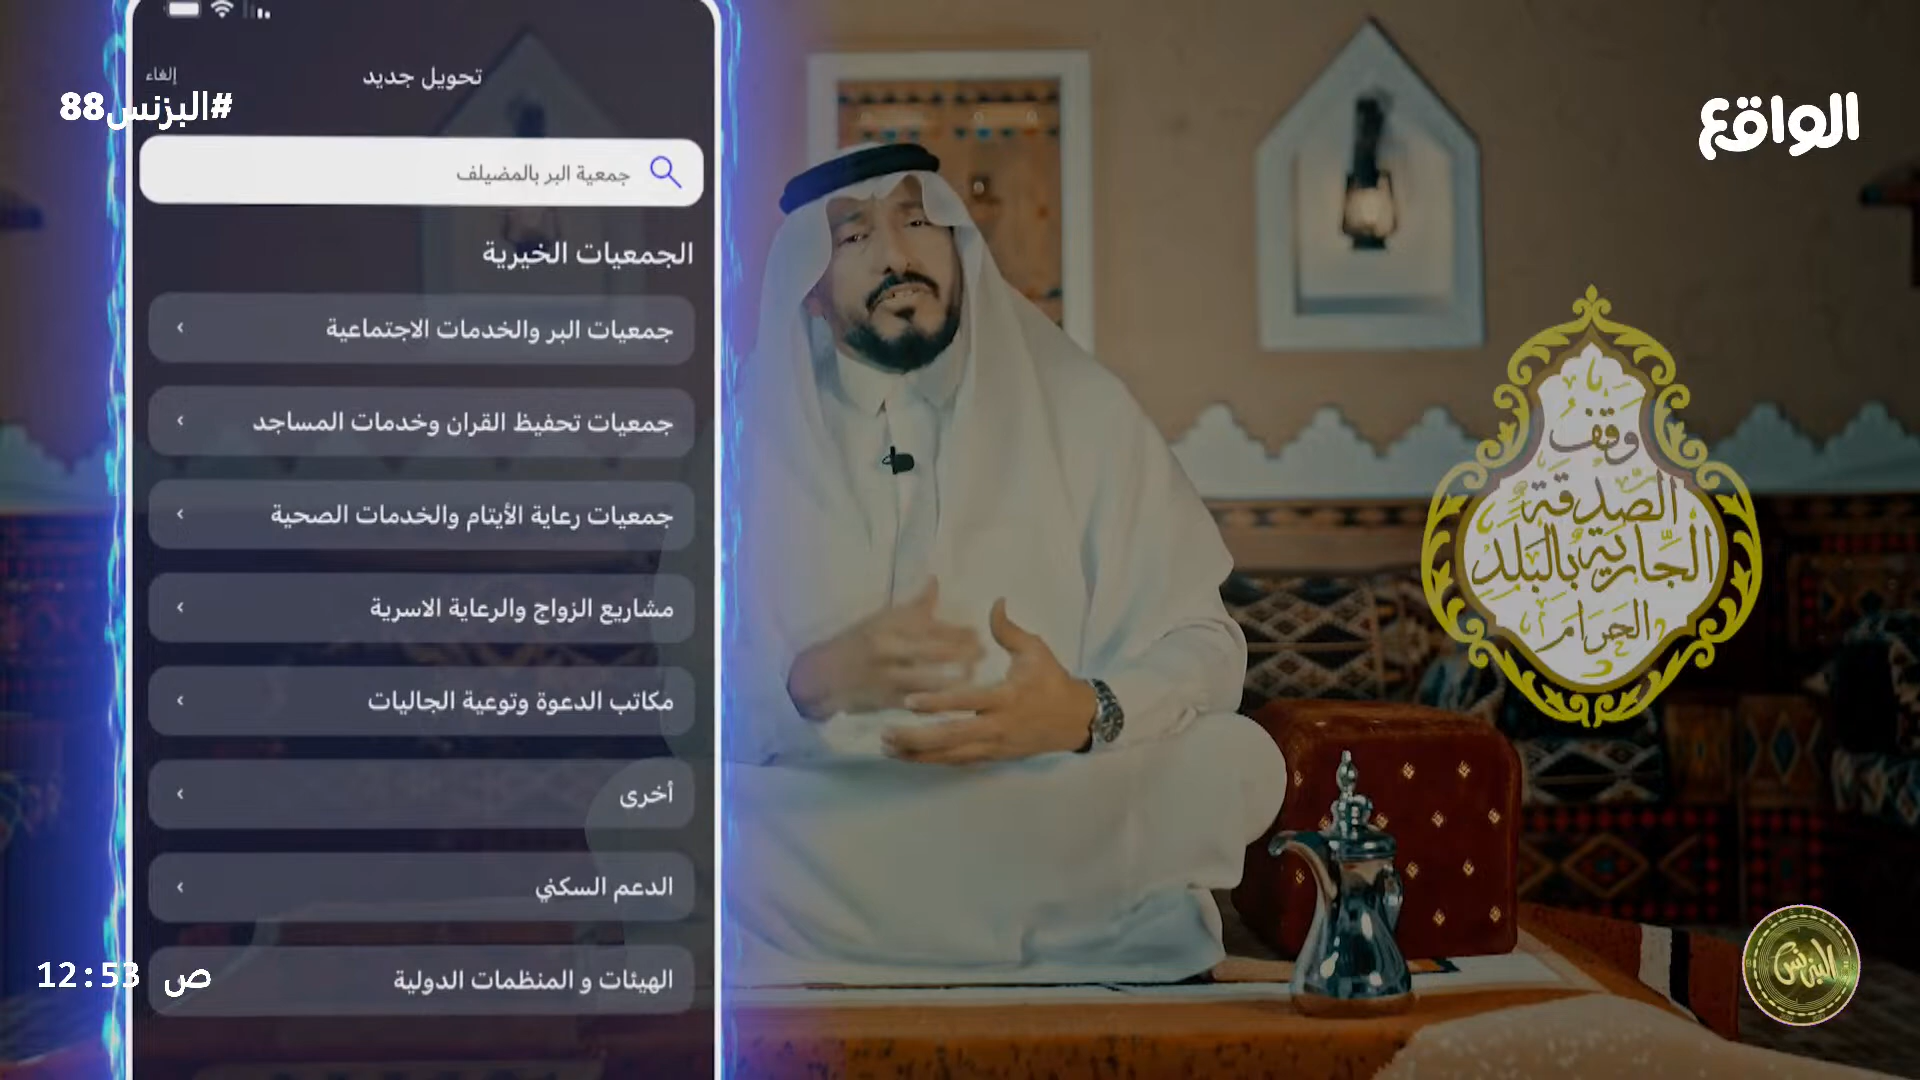 تحويل جديد
إلغاء
#البزنس88
جمعية البر بالمضيلف
الجمعيات الخيرية
جمعيات البر والخدمات الاجتماعية
جمعيات تحفيظ القران وخدمات المساجد
جمعيات رعاية الأيتام والخدمات الصحية
مشاريع الزواج والرعاية الاسرية
مكاتب الدعوة وتوعية الجاليات
أخرى
الدعم السكني
الهيئات و المنظمات الدولية
12:53 ص
الواقع
وقف
الصدقة
الجارية بالبلد
الحرام
البزنس